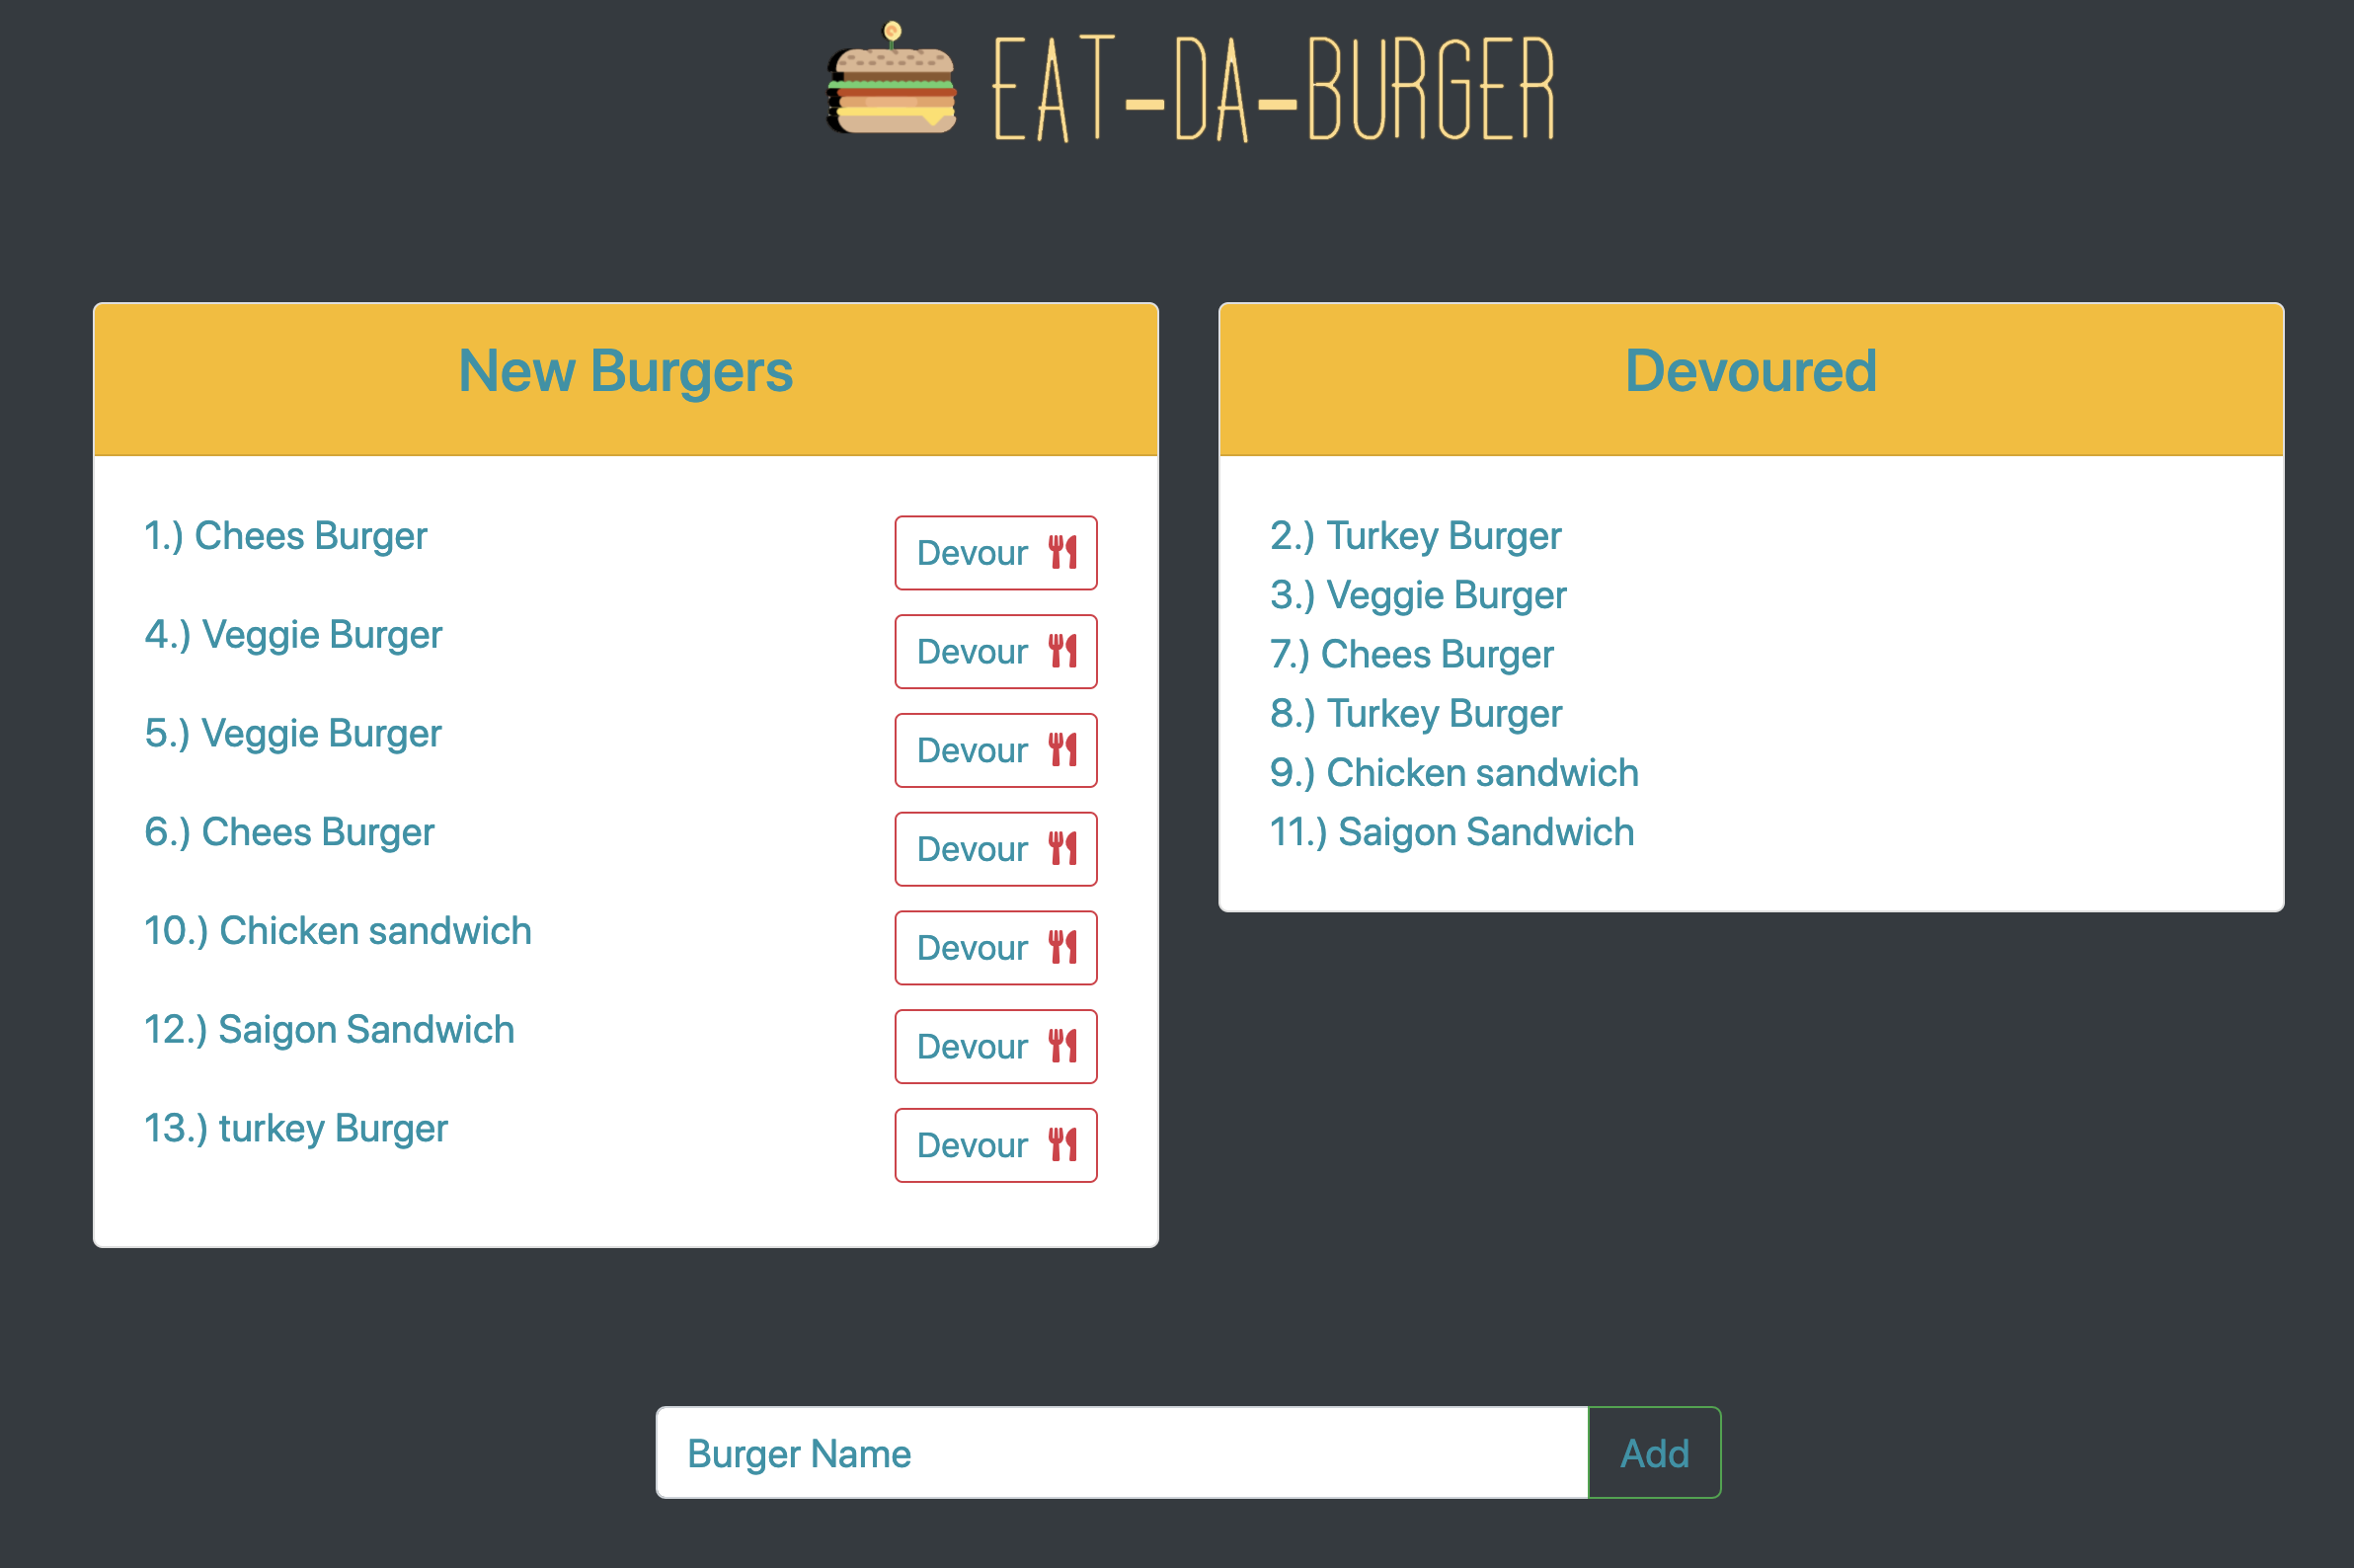 EAT-DA-BURGER
New Burgers
1.) Chees Burger
Devour
4.) Veggie Burger
Devour
5.) Veggie Burger
Devour
6.) Chees Burger
Devour
10.) Chicken sandwich
Devour
12.) Saigon Sandwich
Devour
13.) turkey Burger
Devour
Devoured
2.) Turkey Burger
3.) Veggie Burger
7.) Chees Burger
8.) Turkey Burger
9.) Chicken sandwich
11.) Saigon Sandwich
Burger Name
Add